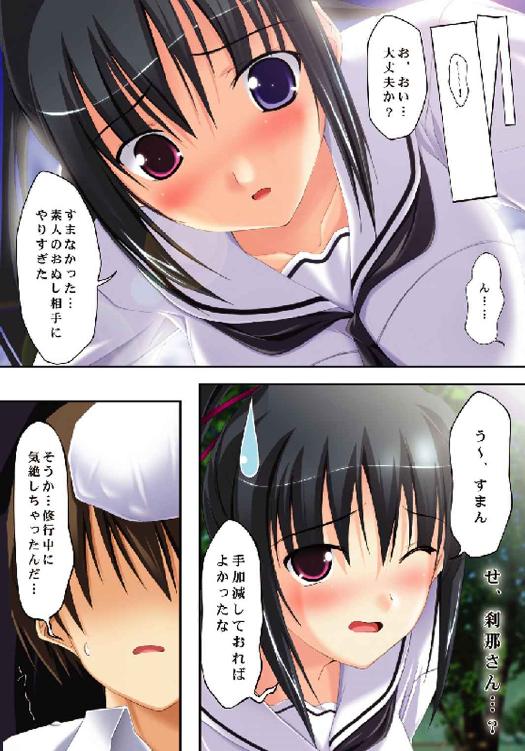 ……！
お、おい…
大丈夫か？
ん……
すまなかった…
素人のおぬし相手に
やりすぎた
う〜、すまん
せ、刹那さん…？
手加減しておれば
よかったな
そうか…修行中に
気絶しちゃったんだ…